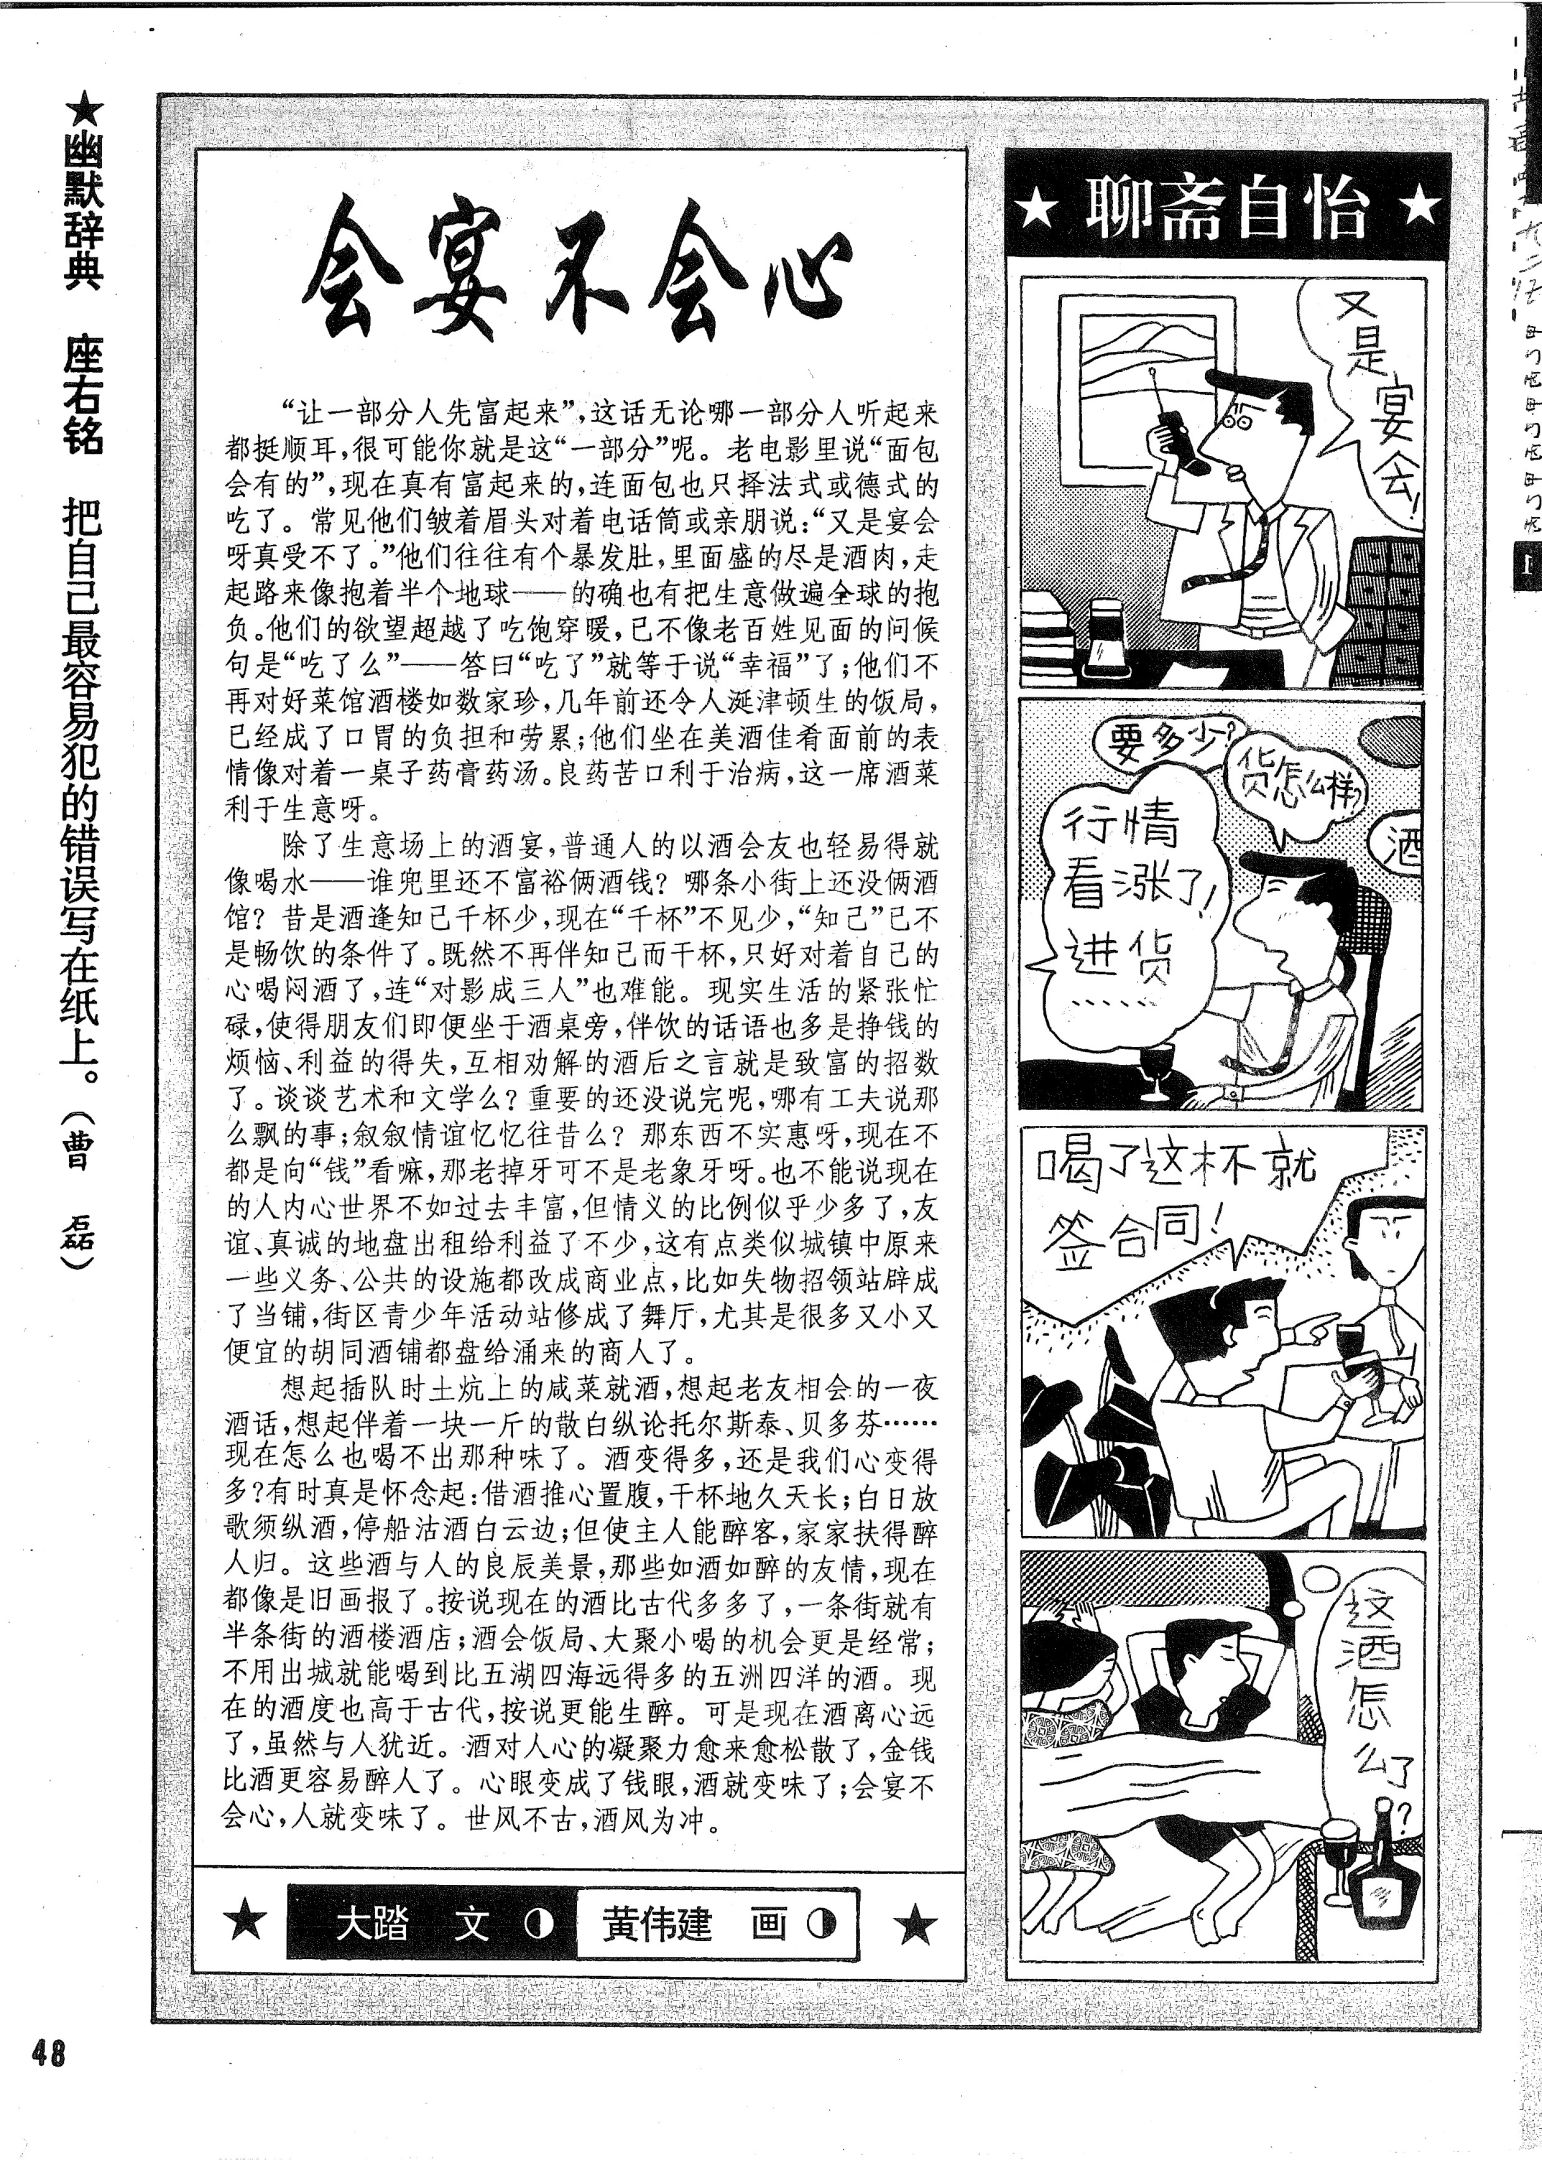 ★幽默辞典　座右铭　把自己最容易犯的错误写在纸上。(曹　磊)
会宴不会心
“让一部分人先富起来”，这话无论哪一部分人听起来
都挺顺耳，很可能你就是这“一部分”呢。老电影里说“面包
会有的”，现在真有富起来的，连面包也只择法式或德式的
吃了。常见他们皱着眉头对着电话筒或亲朋说：“又是宴会
呀真受不了。”他们往往有个暴发肚，里面盛的尽是酒肉，走
起路来像抱着半个地球——的确也有把生意做遍全球的抱
负。他们的欲望超越了吃饱穿暖，已不像老百姓见面的问候
句是“吃了么”——答曰“吃了”就等于说“幸福”了；他们不
再对好菜馆酒楼如数家珍，几年前还令人涎津顿生的饭局，
已经成了口胃的负担和劳累；他们坐在美酒佳肴面前的表
情像对着一桌子药膏药汤。良药苦口利于治病，这一席酒菜
利于生意呀。
除了生意场上的酒宴，普通人的以酒会友也轻易得就
像喝水——谁兜里还不富裕俩酒钱？哪条小街上还没俩酒
馆？昔是酒逢知己千杯少，现在“千杯”不见少，“知己”已不
是畅饮的条件了。既然不再伴知己而干杯，只好对着自己的
心喝闷酒了，连“对影成三人”也难能。现实生活的紧张忙
碌，使得朋友们即便坐于酒桌旁，伴饮的话语也多是挣钱的
烦恼、利益的得失，互相劝解的酒后之言就是致富的招数
了。谈谈艺术和文学么？重要的还没说完呢，哪有工夫说那
么飘的事；叙叙情谊忆忆往昔么？那东西不实惠呀，现在不
都是向“钱”看嘛，那老掉牙可不是老象牙呀。也不能说现在
的人内心世界不如过去丰富，但情义的比例似乎少多了，友
谊、真诚的地盘出租给利益了不少，这有点类似城镇中原来
一些义务、公共的设施都改成商业点，比如失物招领站辟成
了当铺，街区青少年活动站修成了舞厅，尤其是很多又小又
便宜的胡同酒铺都盘给涌来的商人了。
想起插队时土炕上的咸菜就酒，想起老友相会的一夜
酒话，想起伴着一块一斤的散白纵论托尔斯泰、贝多芬……
现在怎么也喝不出那种味了。酒变得多，还是我们心变得
多？有时真是怀念起：借酒推心置腹，干杯地久天长；白日放
歌须纵酒，停船沽酒白云边；但使主人能醉客，家家扶得醉
人归。这些酒与人的良辰美景，那些如酒如醉的友情，现在
都像是旧画报了。按说现在的酒比古代多多了，一条街就有
半条街的酒楼酒店；酒会饭局、大聚小喝的机会更是经常；
不用出城就能喝到比五湖四海远得多的五洲四洋的酒。现
在的酒度也高于古代，按说更能生醉。可是现在酒离心远
了，虽然与人犹近。酒对人心的凝聚力愈来愈松散了，金钱
比酒更容易醉人了。心眼变成了钱眼，酒就变味了；会宴不
会心，人就变味了。世风不古，酒风为冲。
★ 大踏　文 黄伟建　画 ★
★ 聊斋自怡 ★
又是宴会！
要多少？
货怎么样？
酒
行情
看涨了！
进货
……
喝了这杯就
签合同！
这酒怎么了？
48